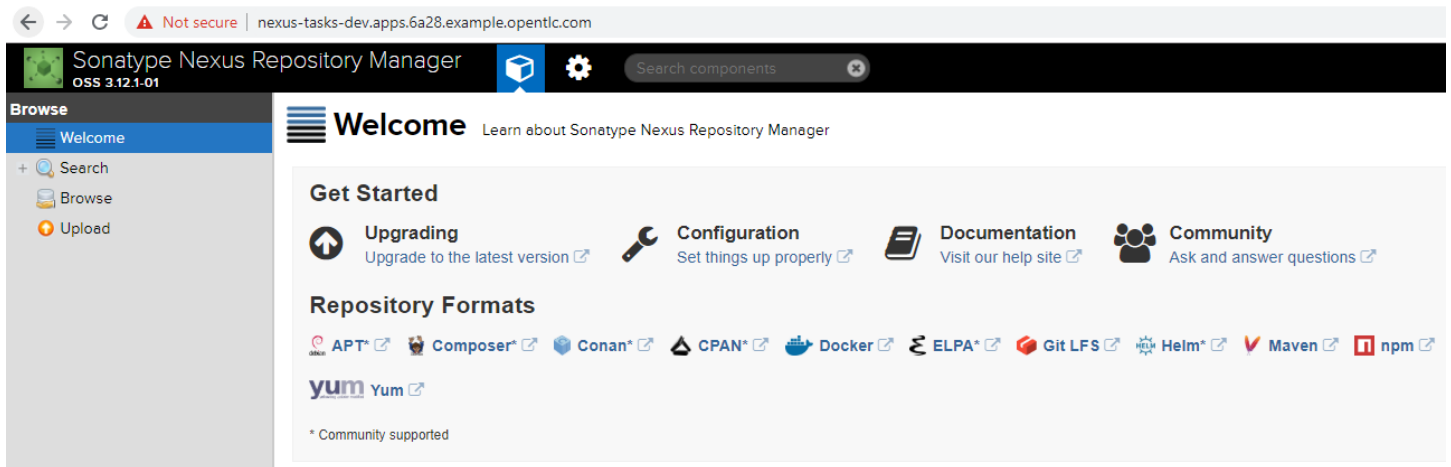 Not secure | nexus-tasks-dev.apps.6a28.example.opentlc.com
Sonatype Nexus Repository Manager
OSS 3.12.1-01
Search components
Browse
Welcome
Search
Browse
Upload
Welcome Learn about Sonatype Nexus Repository Manager
Get Started
Upgrading
Upgrade to the latest version
Configuration
Set things up properly
Documentation
Visit our help site
Community
Ask and answer questions
Repository Formats
APT* Composer* Conan* CPAN* Docker ELPA* Git LFS Helm* Maven npm
yum Yum
* Community supported